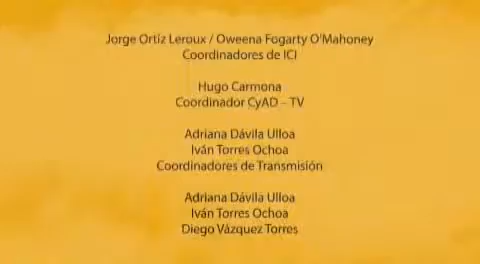 Jorge Ortíz Leroux / Oweena Fogarty O'Mahoney
Coordinadores de ICI
Hugo Carmona
Coordinador CyAD – TV
Adriana Dávila Ulloa
Iván Torres Ochoa
Coordinadores de Transmisión
Adriana Dávila Ulloa
Iván Torres Ochoa
Diego Vázquez Torres